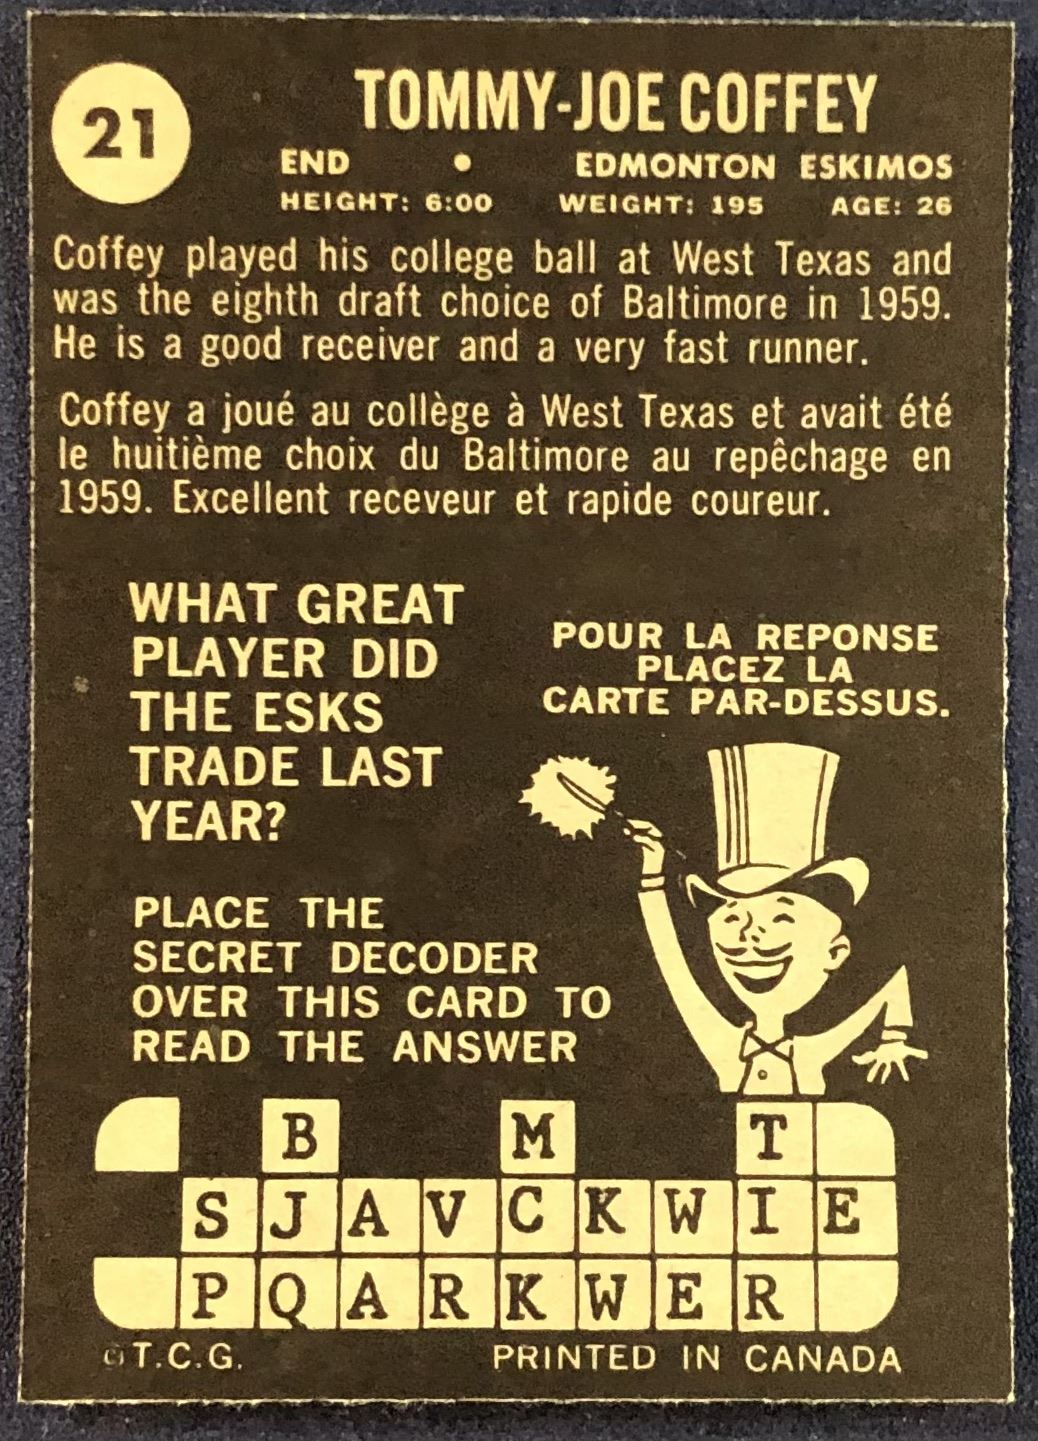 21
TOMMY-JOE COFFEY
END • EDMONTON ESKIMOS
HEIGHT: 6:00 WEIGHT: 195 AGE: 26
Coffey played his college ball at West Texas and
was the eighth draft choice of Baltimore in 1959.
He is a good receiver and a very fast runner.
Coffey a joué au collège à West Texas et avait été
le huitième choix du Baltimore au repêchage en
1959. Excellent receveur et rapide coureur.
WHAT GREAT
PLAYER DID
THE ESKS
TRADE LAST
YEAR?
POUR LA REPONSE
PLACEZ LA
CARTE PAR-DESSUS.
PLACE THE
SECRET DECODER
OVER THIS CARD TO
READ THE ANSWER
B M T
S J A V C K W I E
P Q A R K W E R
© T.C.G. PRINTED IN CANADA